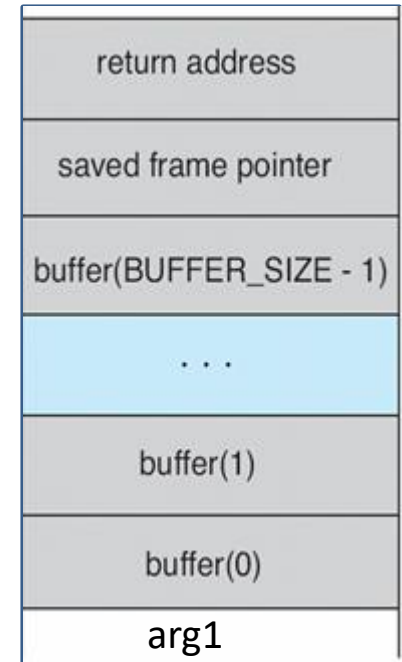 return address
saved frame pointer
buffer(BUFFER_SIZE - 1)
. . .
buffer(1)
buffer(0)
arg1